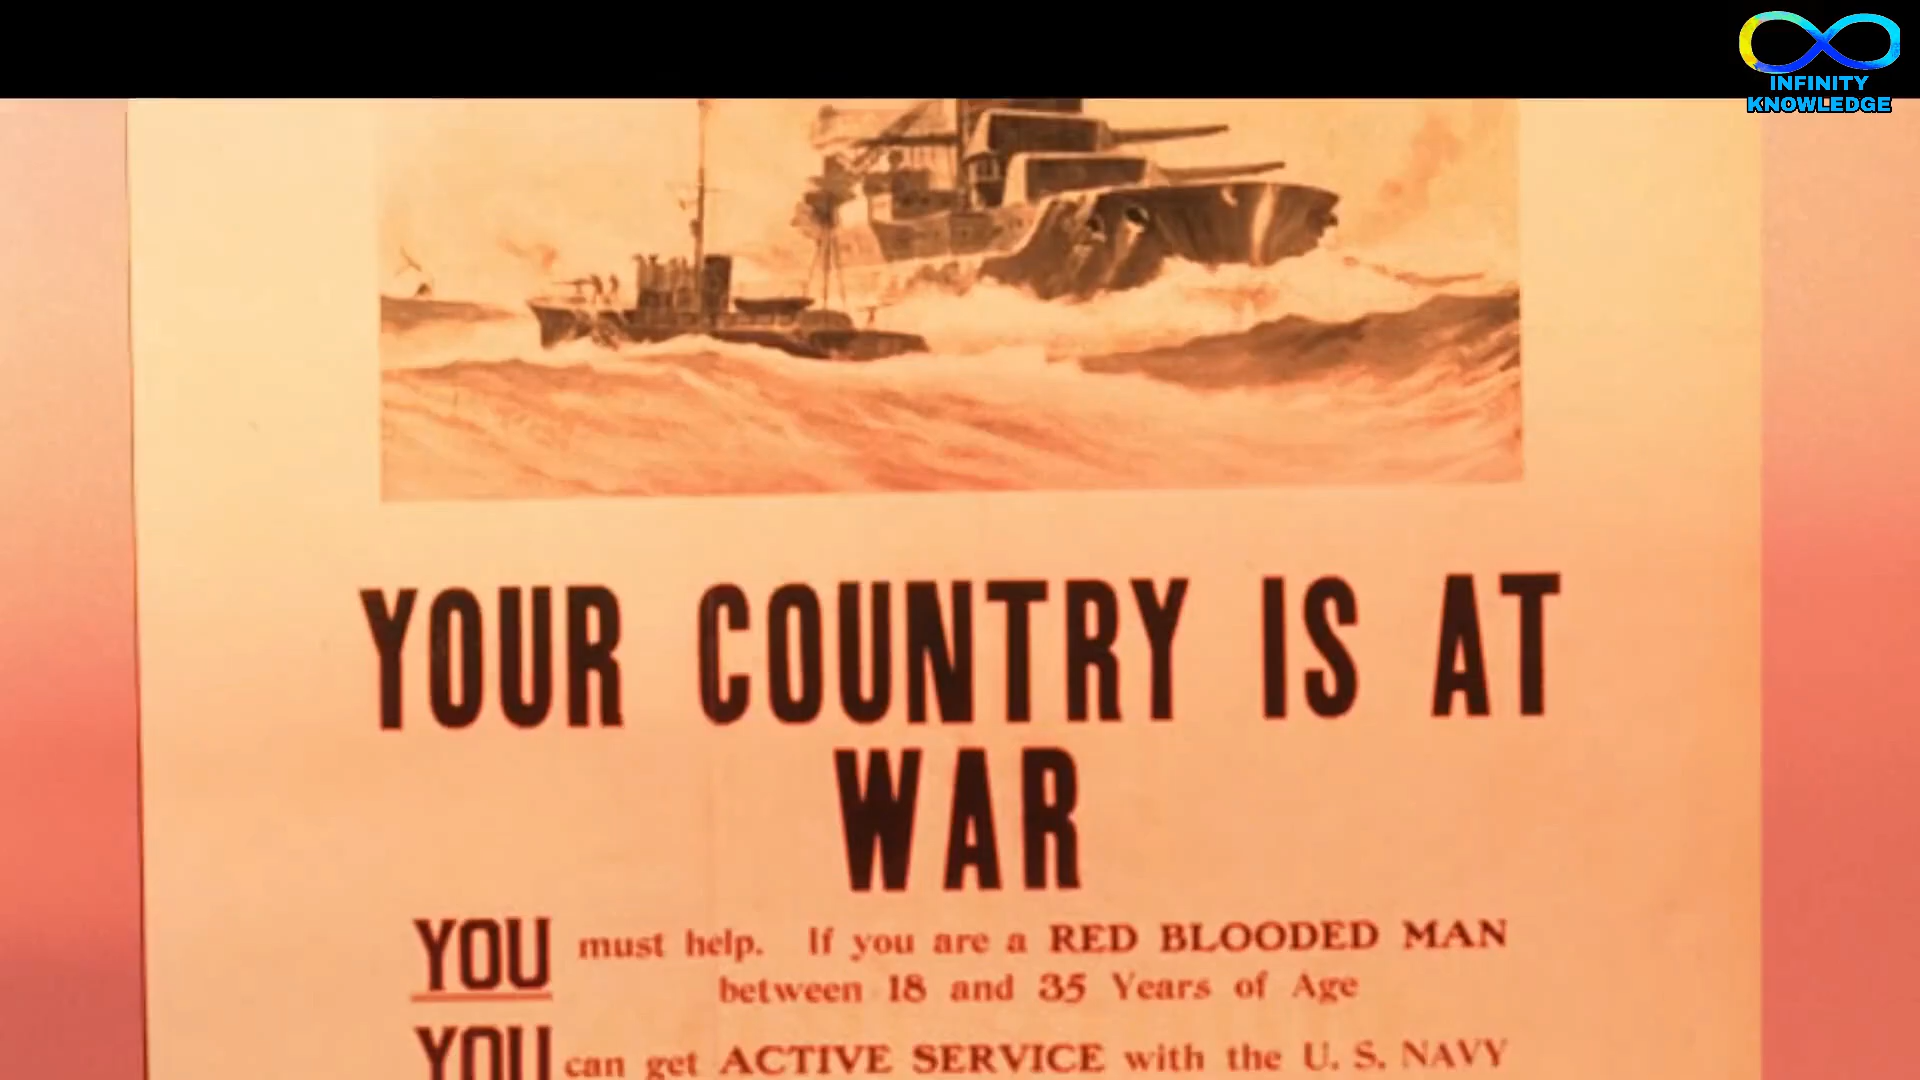 INFINITY
KNOWLEDGE
YOUR COUNTRY IS AT
WAR
YOU must help. If you are a RED BLOODED MAN
between 18 and 35 Years of Age
YOU can get ACTIVE SERVICE with the U. S. NAVY